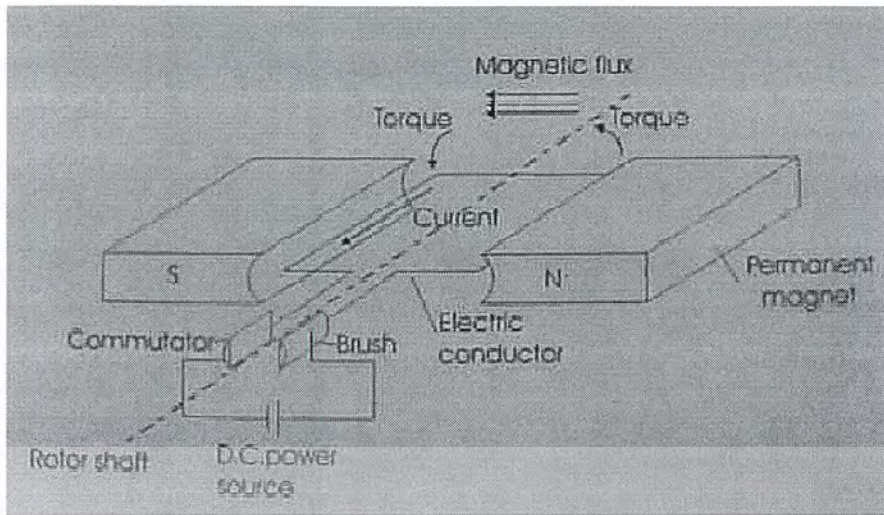 Magnetic flux
Torque
Torque
Current
S
N
Permanent
magnet
Commutator
Brush
Electric
conductor
Rotor shaft
D.C.power
source